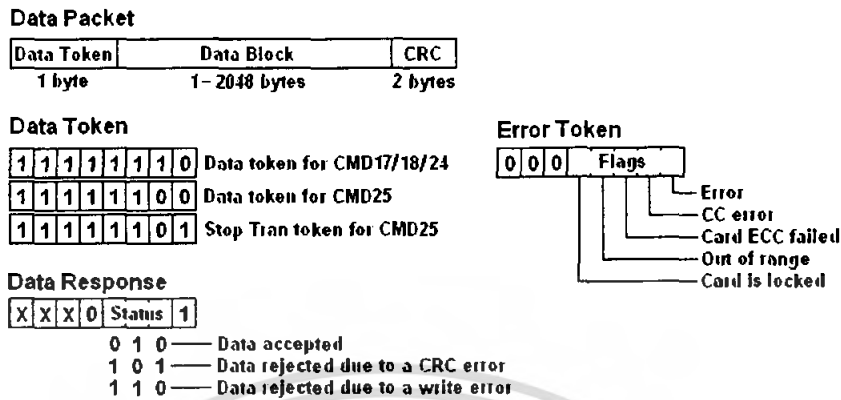 Data Packet
Data Token Data Block CRC
1 byte 1-2048 bytes 2 bytes
Data Token
1 1 1 1 1 1 1 0 Data token for CMD17/18/24
1 1 1 1 1 1 0 0 Data token for CMD25
1 1 1 1 1 1 0 1 Stop Tran token for CMD25
Error Token
0 0 0 Flags
Error
CC error
Card ECC failed
Out of range
Card is locked
Data Response
X X X 0 Status 1
0 1 0 Data accepted
1 0 1 Data rejected due to a CRC error
1 1 0 Data rejected due to a write error